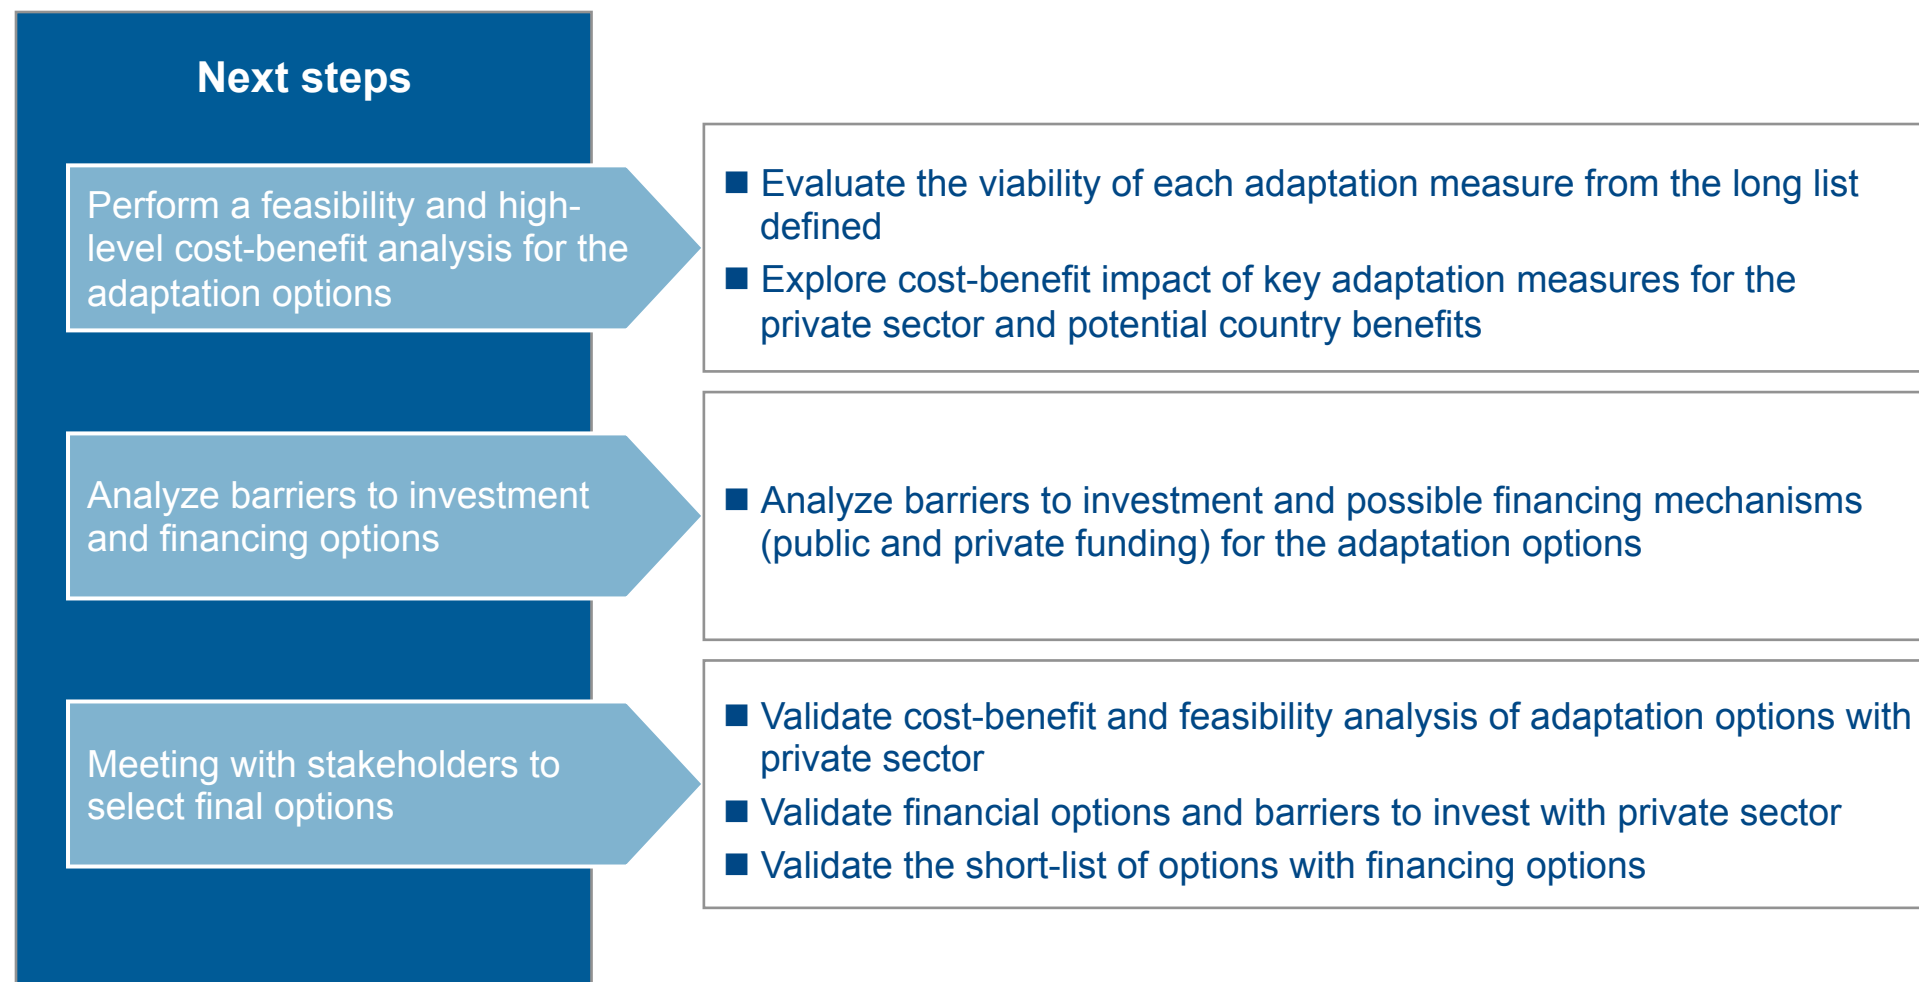 Next steps
Perform a feasibility and high-
level cost-benefit analysis for the
adaptation options
■ Evaluate the viability of each adaptation measure from the long list
defined
■ Explore cost-benefit impact of key adaptation measures for the
private sector and potential country benefits
Analyze barriers to investment
and financing options
■ Analyze barriers to investment and possible financing mechanisms
(public and private funding) for the adaptation options
Meeting with stakeholders to
select final options
■ Validate cost-benefit and feasibility analysis of adaptation options with
private sector
■ Validate financial options and barriers to invest with private sector
■ Validate the short-list of options with financing options